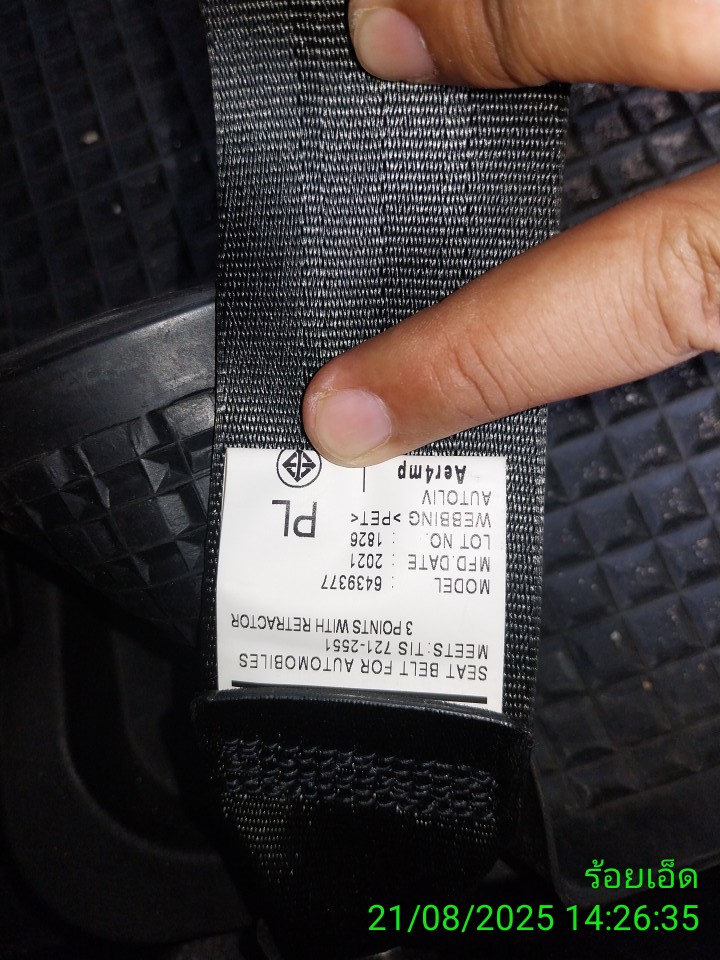 SEAT BELT FOR AUTOMOBILES
MEETS: TIS 721-2551
3 POINTS WITH RETRACTOR
MODEL : 6439377
MFD.DATE : 2021
LOT NO. : 1826
WEBBING >PET<
AUTOLIV
PL
Aer4mp
ร้อยเอ็ด
21/08/2025 14:26:35